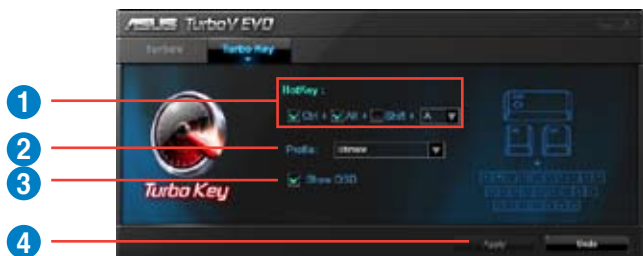 ASUS TurboV EVO
TurboV Turbo Key
HotKey :
1
Ctrl + Alt + Shift + A
2
Profile:
3
Show OSD
Turbo Key
4
Apply Undo